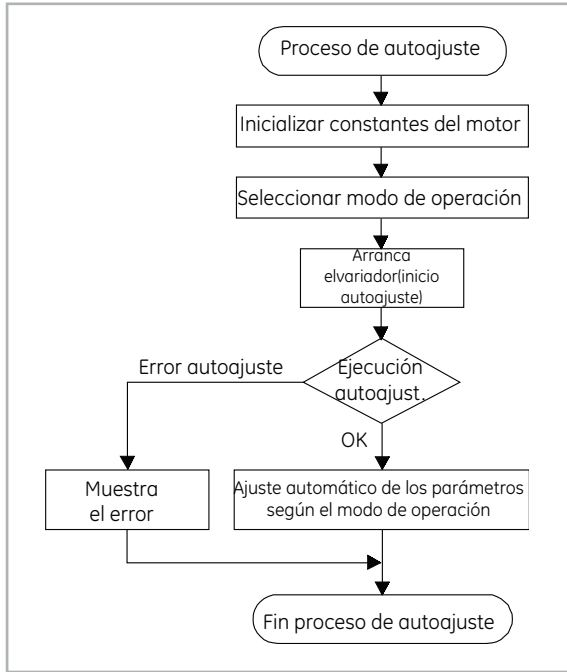 Proceso de autoajuste
Inicializar constantes del motor
Seleccionar modo de operación
Arranca
elvariador(inicio
autoajuste)
Error autoajuste
Ejecución
autoajust.
OK
Muestra
el error
Ajuste automático de los parámetros
según el modo de operación
Fin proceso de autoajuste